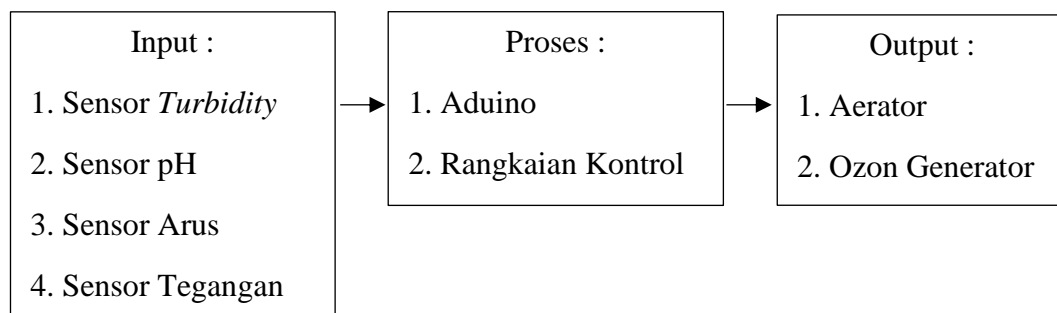 Input :
1. Sensor Turbidity
2. Sensor pH
3. Sensor Arus
4. Sensor Tegangan
Proses :
1. Aduino
2. Rangkaian Kontrol
Output :
1. Aerator
2. Ozon Generator